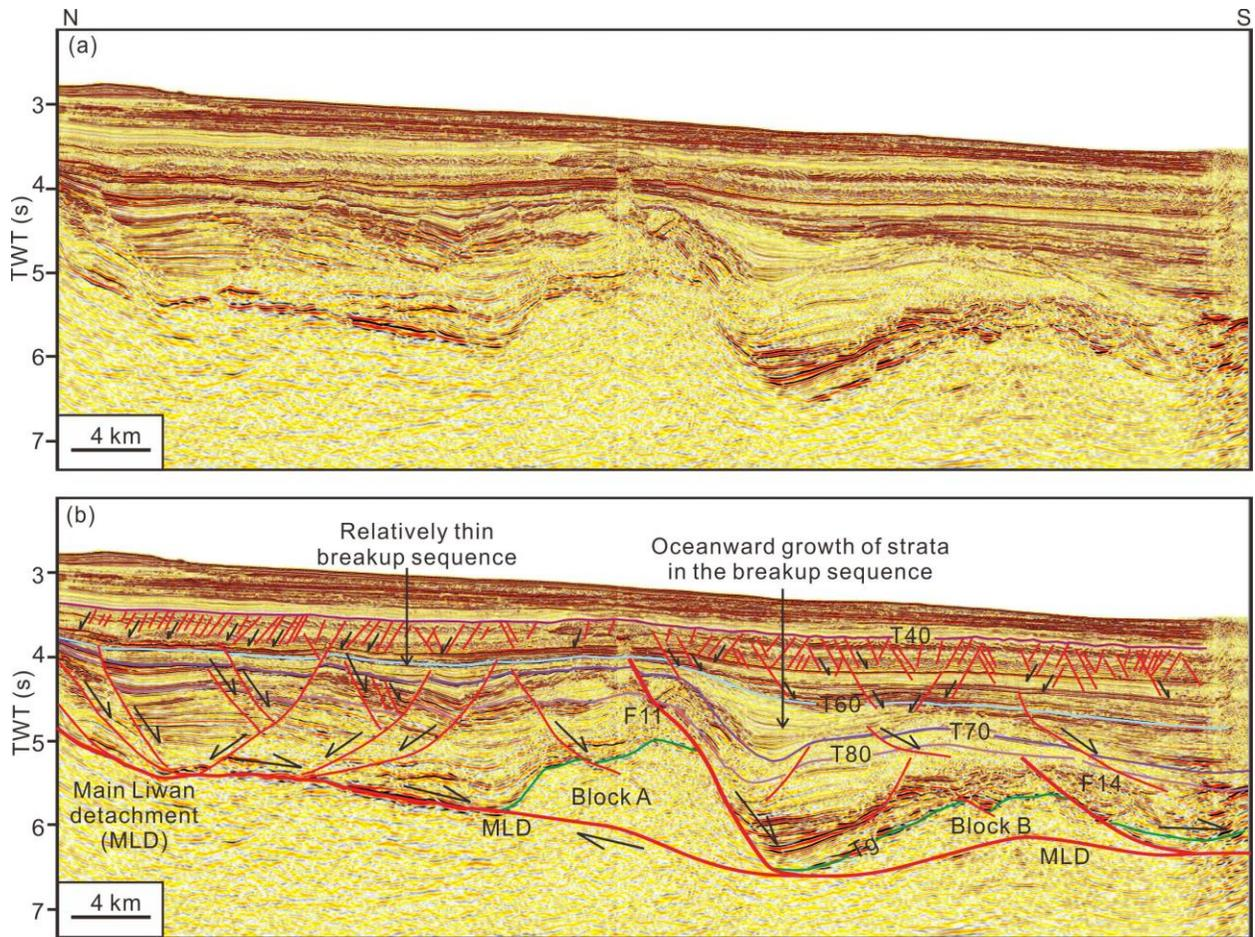 N
S
(a)
3
4
5
6
7
TWT (s)
4 km
(b)
Relatively thin
breakup sequence
Oceanward growth of strata
in the breakup sequence
3
4
5
6
7
TWT (s)
T40
T60
F11
T70
T80
F14
Main Liwan
detachment
(MLD)
Block A
MLD
Block B
T9
MLD
4 km